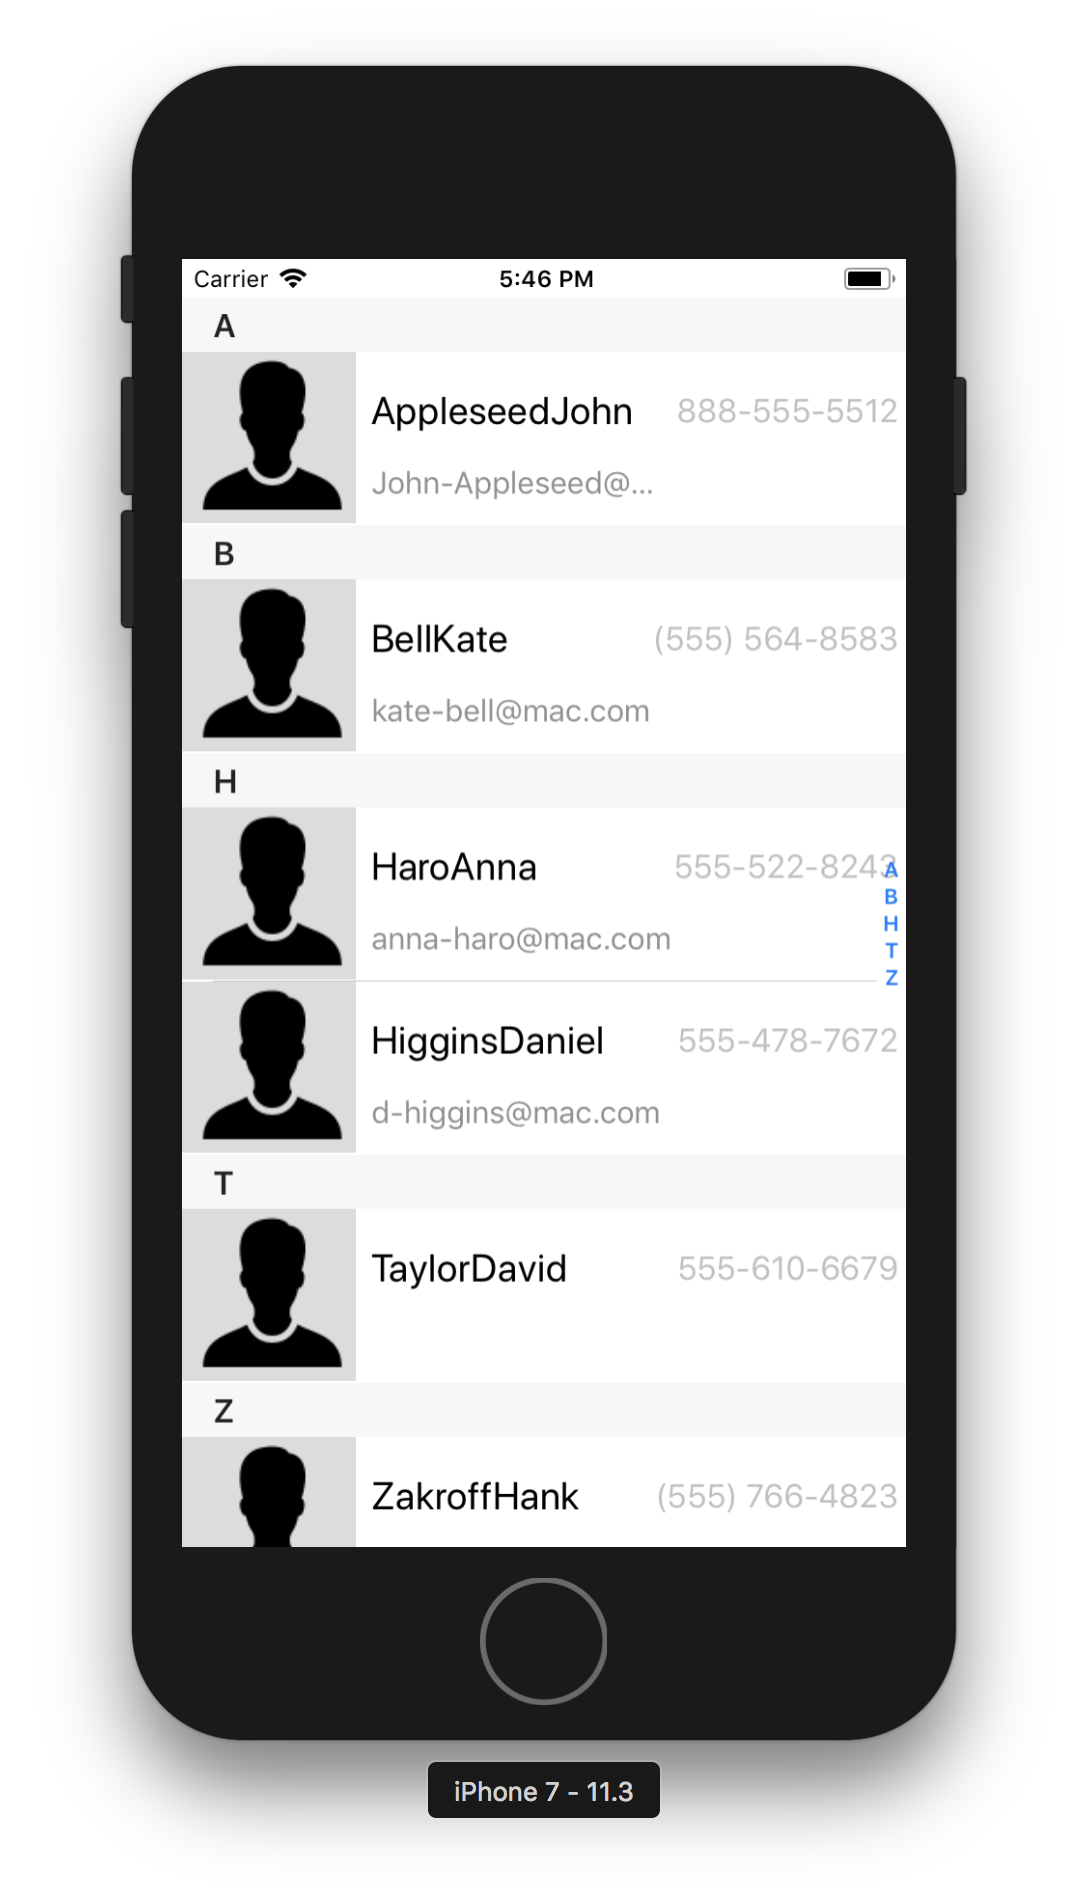 Carrier 5:46 PM
A
AppleseedJohn 888-555-5512
John-Appleseed@...
B
BellKate (555) 564-8583
kate-bell@mac.com
H
HaroAnna 555-522-8243
anna-haro@mac.com
A
B
H
T
Z
HigginsDaniel 555-478-7672
d-higgins@mac.com
T
TaylorDavid 555-610-6679
Z
ZakroffHank (555) 766-4823
iPhone 7 - 11.3